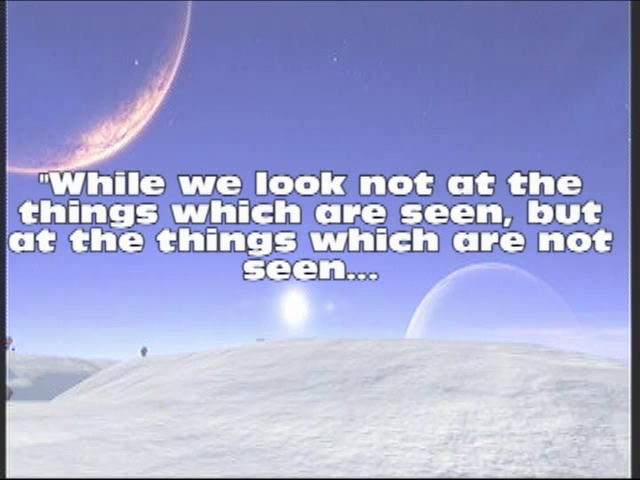 "While we look not at the
things which are seen, but
at the things which are not
seen...